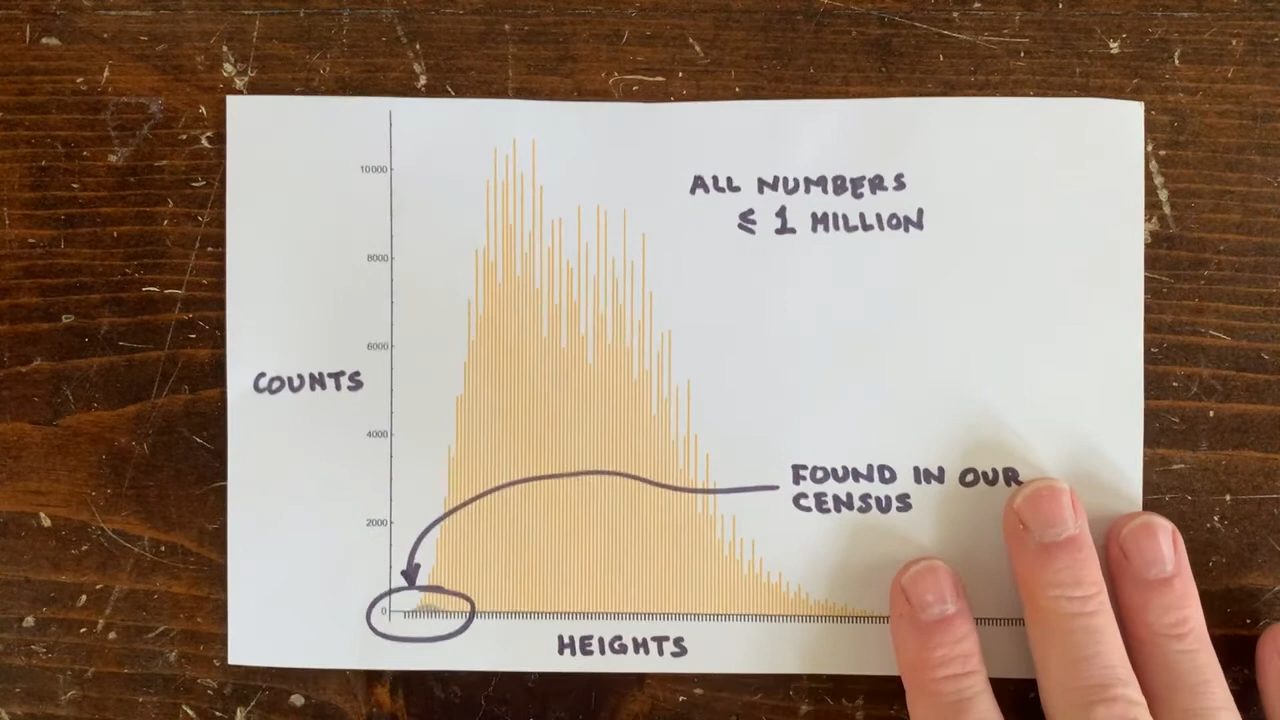 ALL NUMBERS
≤ 1 MILLION
10000
8000
6000
COUNTS
4000
FOUND IN OUR
CENSUS
2000
0
HEIGHTS